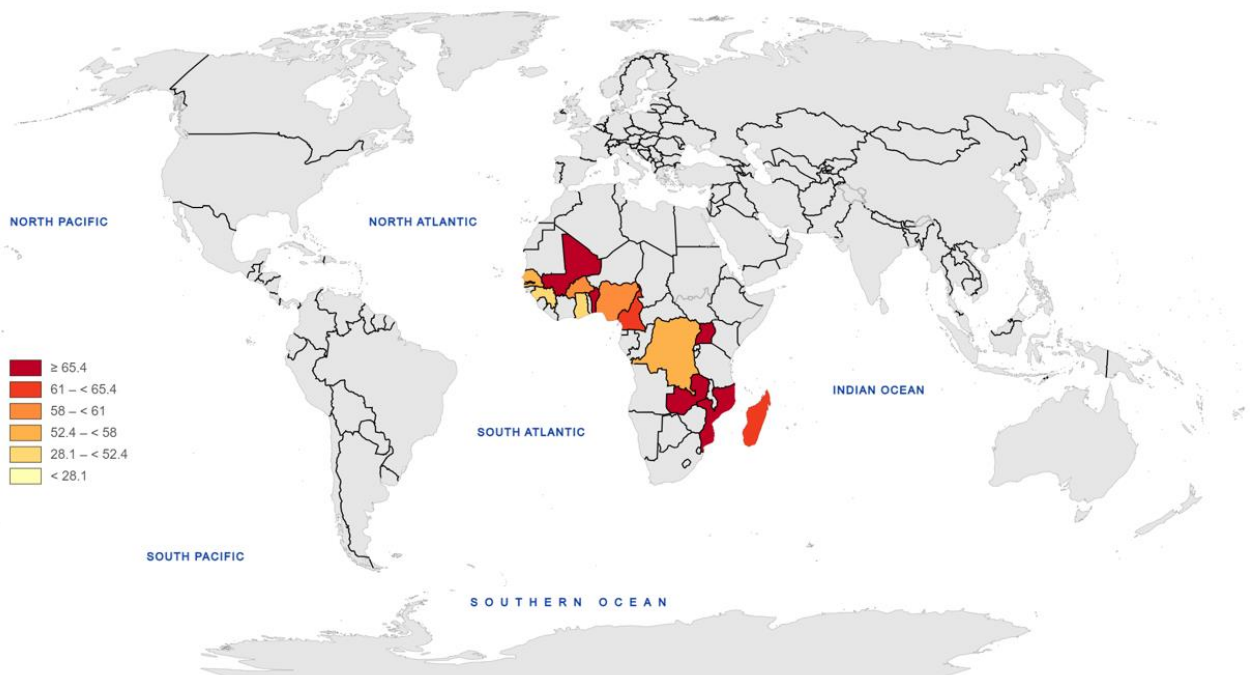 NORTH PACIFIC
NORTH ATLANTIC
≥ 65.4
61 – < 65.4
58 – < 61
52.4 – < 58
28.1 – < 52.4
< 28.1
INDIAN OCEAN
SOUTH ATLANTIC
SOUTH PACIFIC
SOUTHERN OCEAN